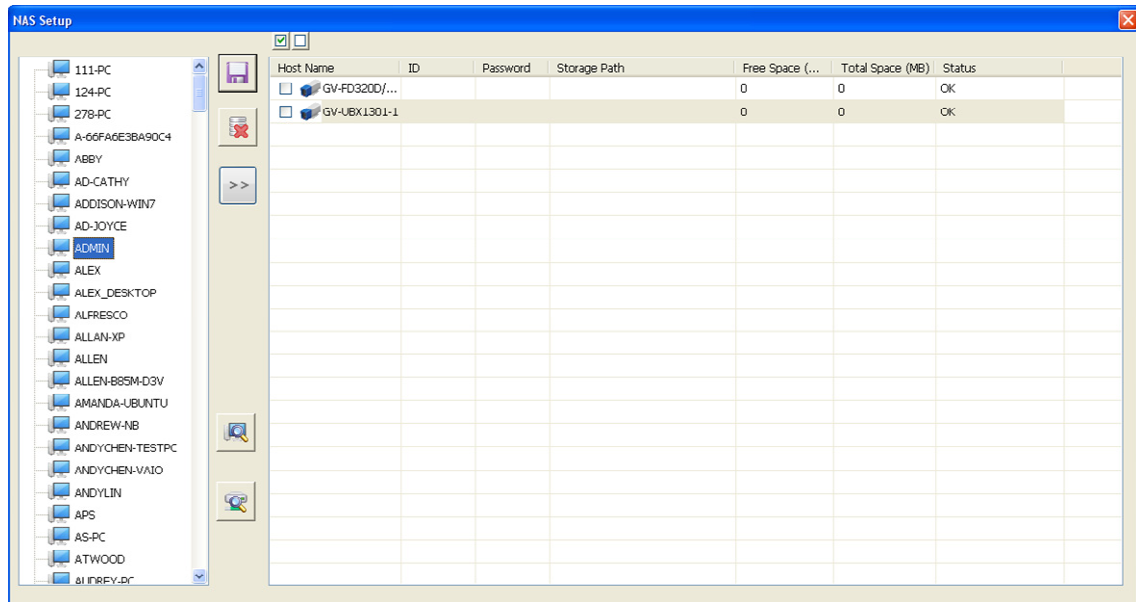 NAS Setup
111-PC
124-PC
278-PC
A-66FA6E3BA90C4
ABBY
AD-CATHY
ADDISON-WIN7
AD-JOYCE
ADMIN
ALEX
ALEX_DESKTOP
ALFRESCO
ALLAN-XP
ALLEN
ALLEN-B85M-D3V
AMANDA-UBUNTU
ANDREW-NB
ANDYCHEN-TESTPC
ANDYCHEN-VAIO
ANDYLIN
APS
AS-PC
ATWOOD
AUDREY-PC
>>
Host Name ID Password Storage Path Free Space (... Total Space (MB) Status
GV-FD320D/... 0 0 OK
GV-UBX1301-1 0 0 OK